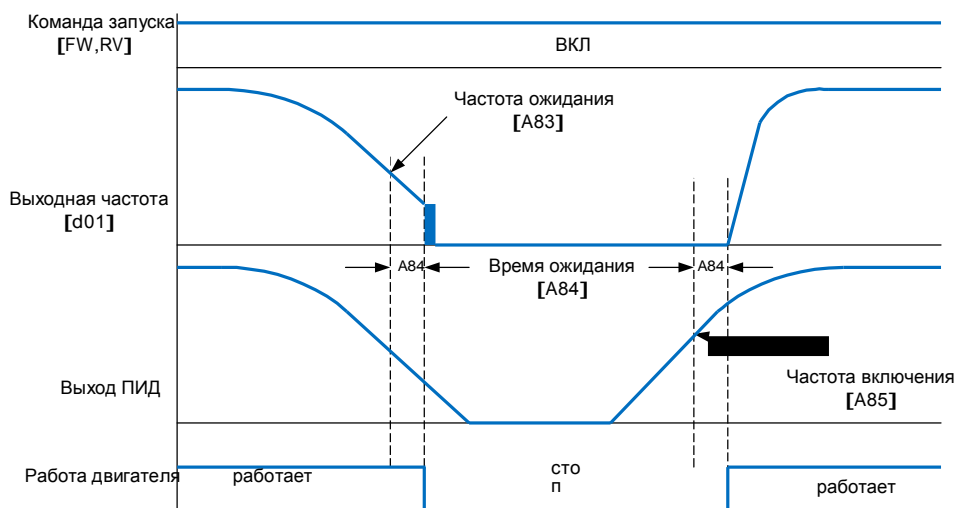 Команда запуска
[FW,RV]
ВКЛ
Частота ожидания
[A83]
Выходная частота
[d01]
A84
Время ожидания
[A84]
A84
Выход ПИД
Частота включения
[A85]
Работа двигателя
работает
сто
п
работает